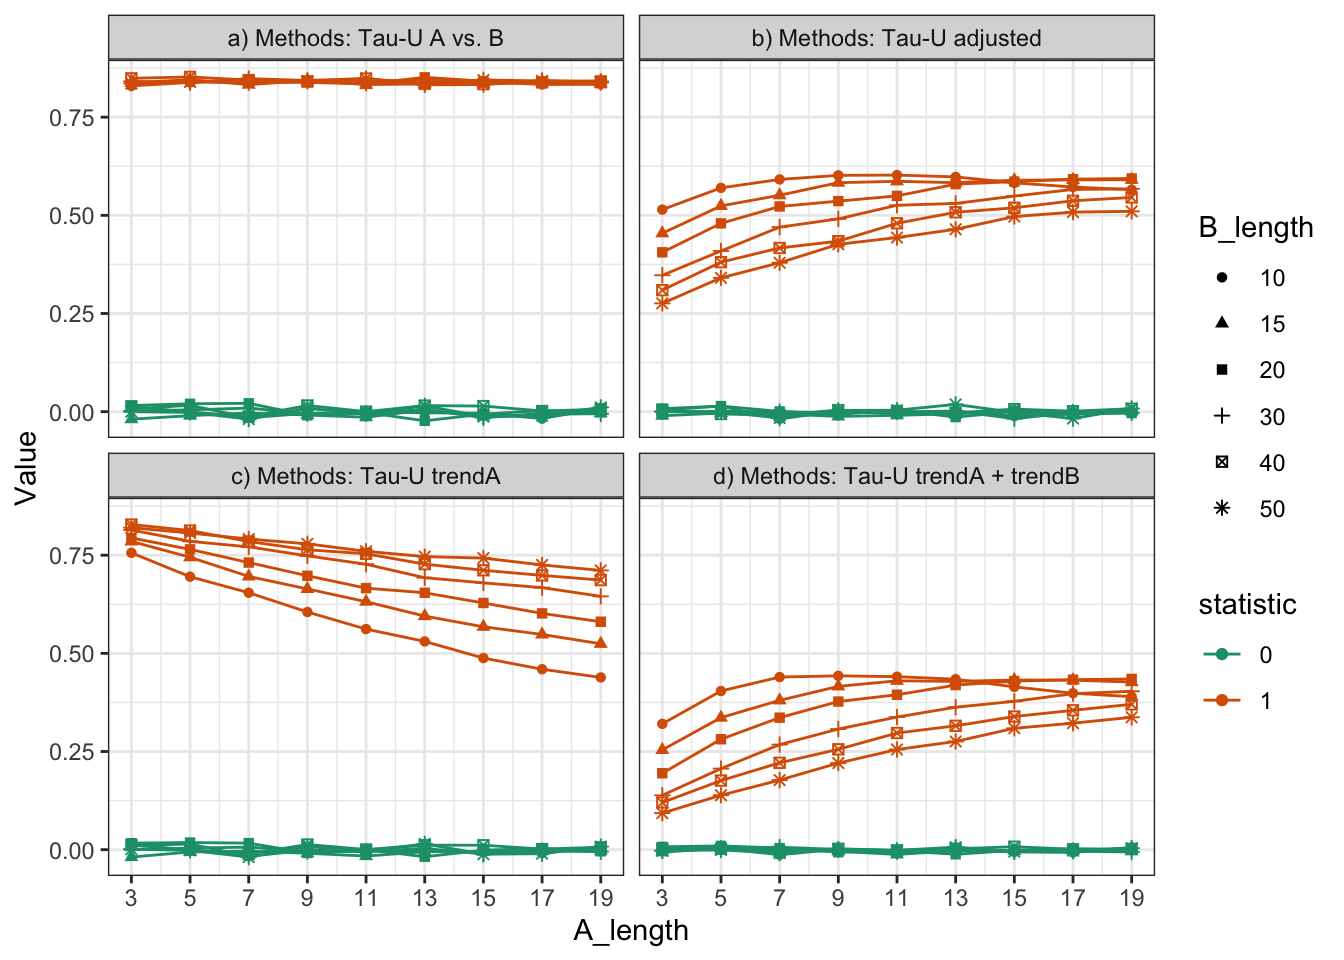 a) Methods: Tau-U A vs. B
b) Methods: Tau-U adjusted
0.75
0.50
0.25
0.00
c) Methods: Tau-U trendA
d) Methods: Tau-U trendA + trendB
0.75
0.50
0.25
0.00
3 5 7 9 11 13 15 17 19
3 5 7 9 11 13 15 17 19
A_length
Value
B_length
10
15
20
30
40
50
statistic
0
1